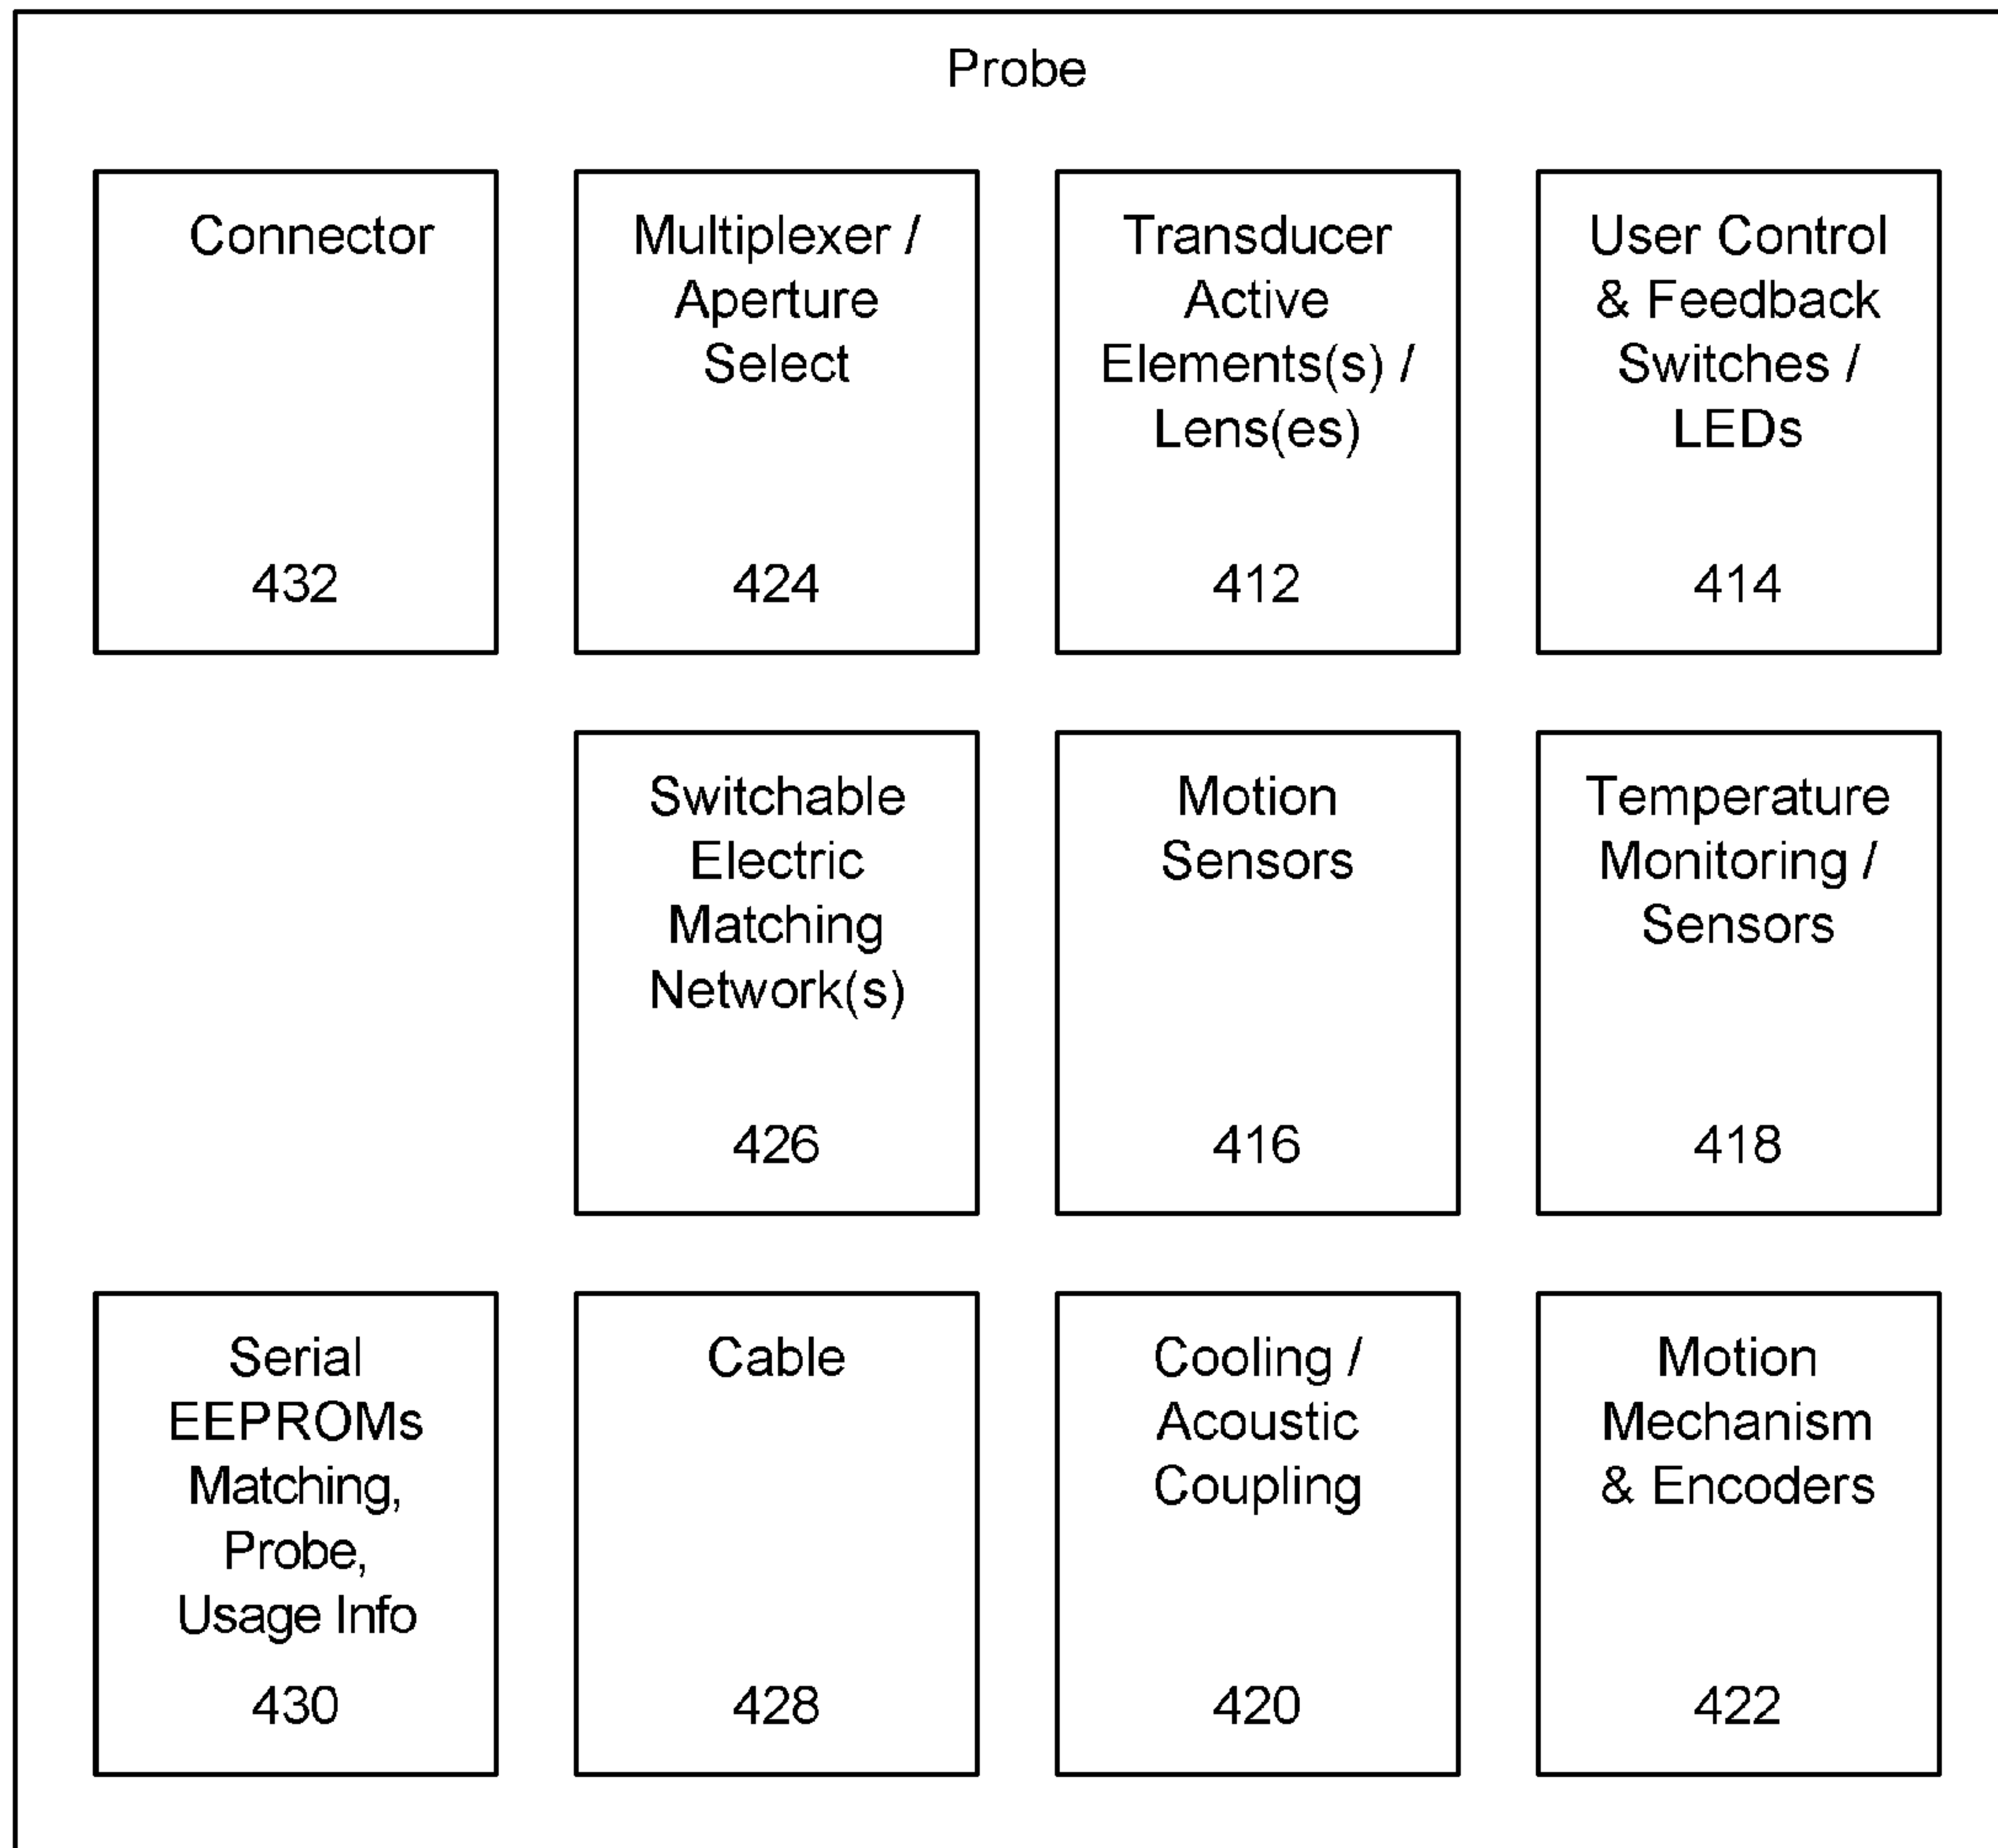 Probe
Connector
432
Multiplexer /
Aperture
Select
424
Transducer
Active
Elements(s) /
Lens(es)
412
User Control
& Feedback
Switches /
LEDs
414
Switchable
Electric
Matching
Network(s)
426
Motion
Sensors
416
Temperature
Monitoring /
Sensors
418
Serial
EEPROMs
Matching,
Probe,
Usage Info
430
Cable
428
Cooling /
Acoustic
Coupling
420
Motion
Mechanism
& Encoders
422